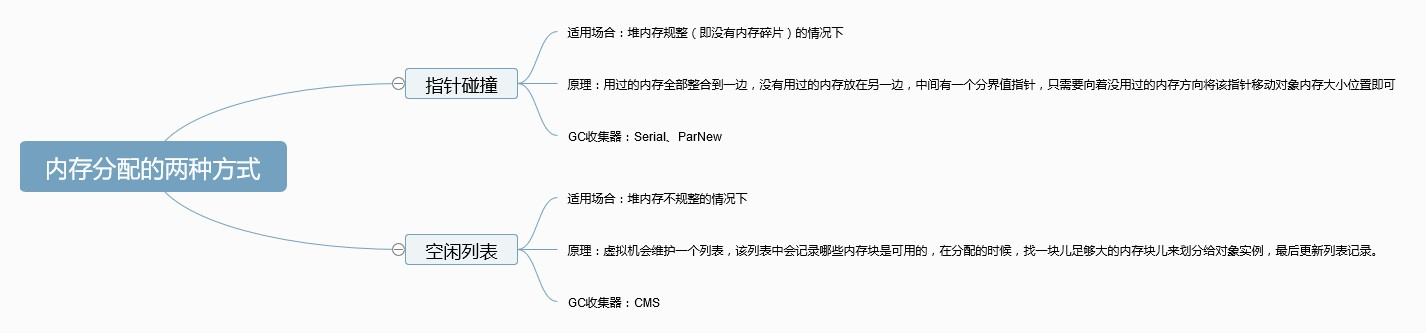 内存分配的两种方式
指针碰撞
适用场合：堆内存规整（即没有内存碎片）的情况下
原理：用过的内存全部整合到一边，没有用过的内存放在另一边，中间有一个分界值指针，只需要向着没用过的内存方向将该指针移动对象内存大小位置即可
GC收集器：Serial、ParNew
空闲列表
适用场合：堆内存不规整的情况下
原理：虚拟机会维护一个列表，该列表中会记录哪些内存块是可用的，在分配的时候，找一块儿足够大的内存块儿来划分给对象实例，最后更新列表记录。
GC收集器：CMS